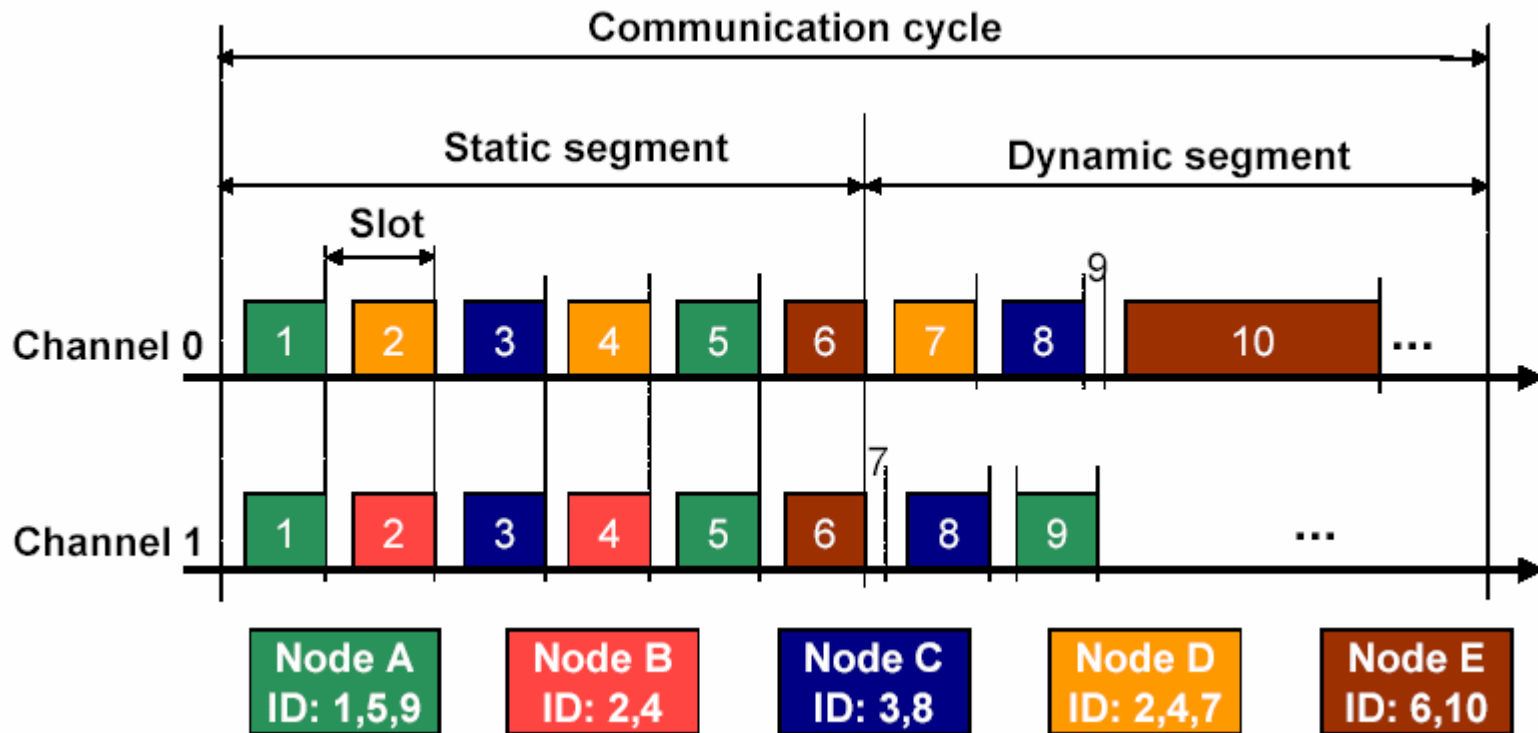 Communication cycle
Static segment
Dynamic segment
Slot
9
Channel 0
1 2 3 4 5 6 7 8 10 ...
7
Channel 1
1 2 3 4 5 6 8 9 ...
Node A
ID: 1,5,9
Node B
ID: 2,4
Node C
ID: 3,8
Node D
ID: 2,4,7
Node E
ID: 6,10